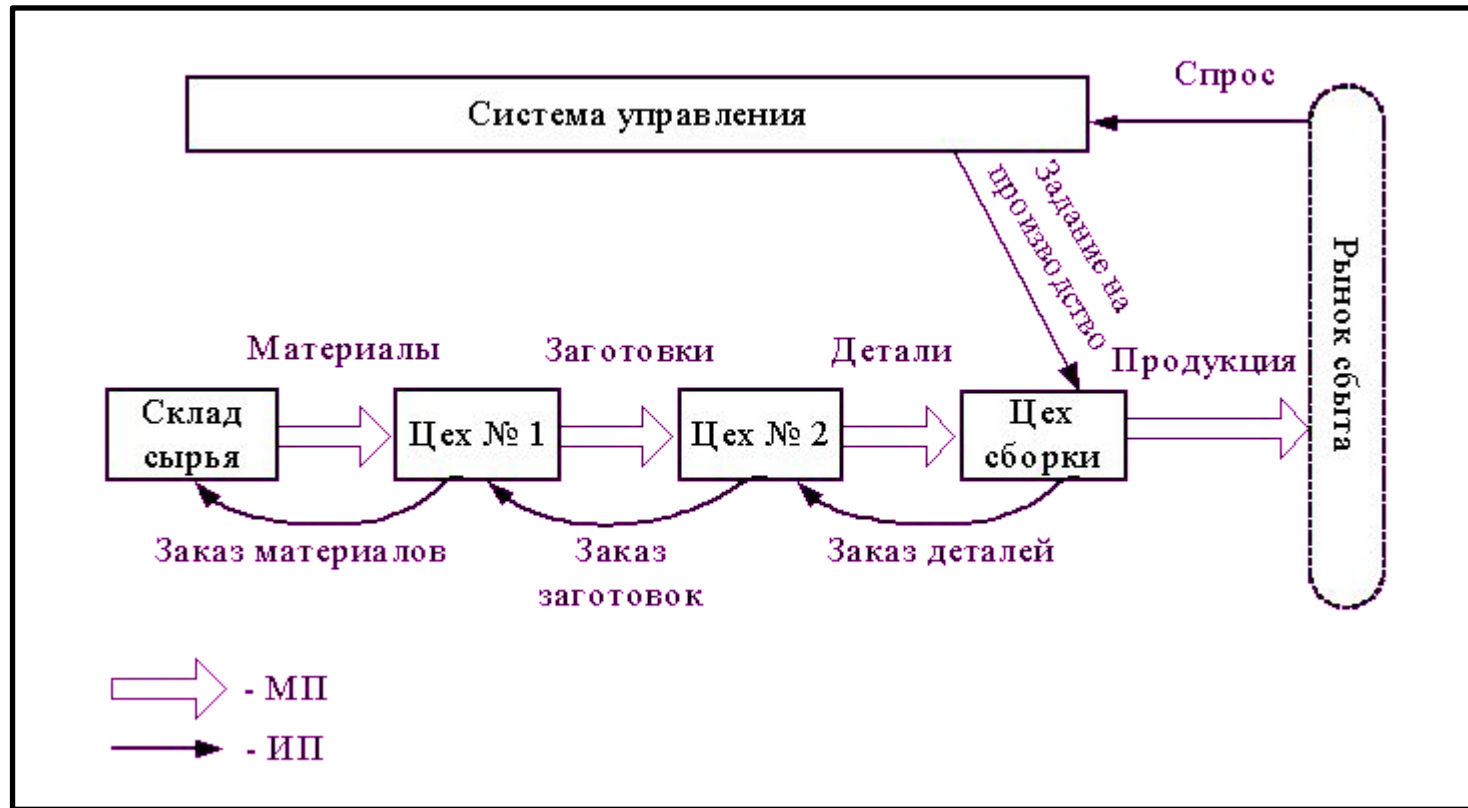 Спрос
Система управления
Задание на
производство
Рынок сбыта
Материалы
Заготовки
Детали
Продукция
Склад
сырья
Цех № 1
Цех № 2
Цех
сборки
Заказ материалов
Заказ
заготовок
Заказ деталей
- МП
- ИП